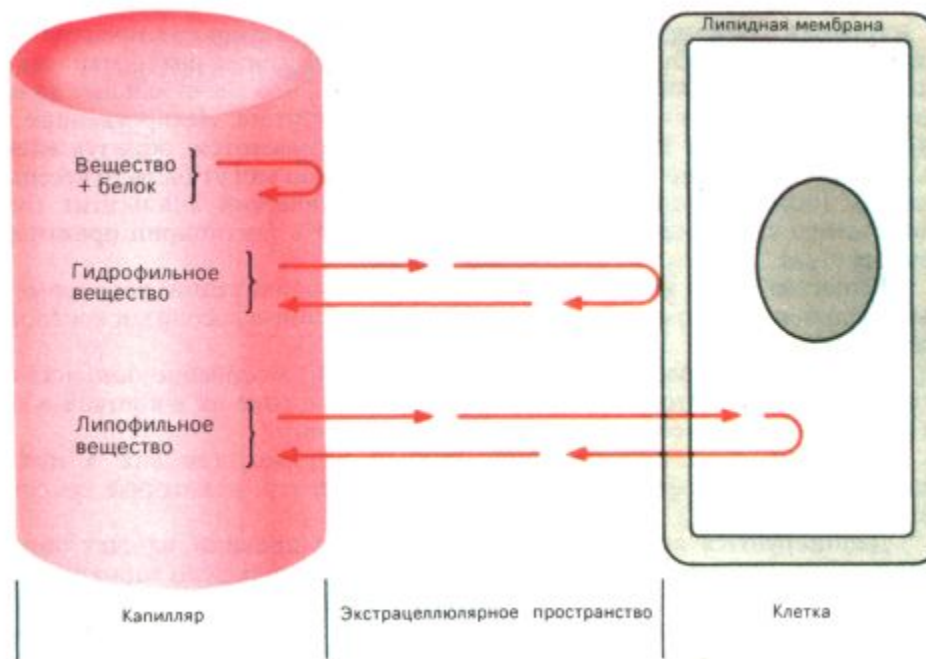 Липидная мембрана
Вещество
+ белок
Гидрофильное
вещество
Липофильное
вещество
Капилляр
Экстрацеллюлярное пространство
Клетка